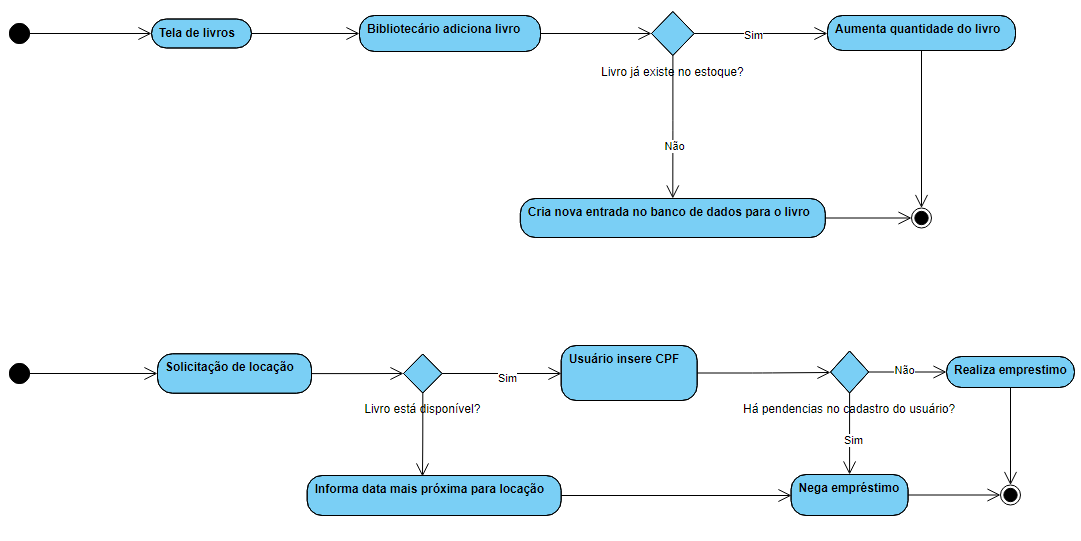 Tela de livros
Bibliotecário adiciona livro
Sim
Aumenta quantidade do livro
Livro já existe no estoque?
Não
Cria nova entrada no banco de dados para o livro
Solicitação de locação
Sim
Usuário insere CPF
Não
Realiza emprestimo
Livro está disponível?
Há pendencias no cadastro do usuário?
Sim
Informa data mais próxima para locação
Nega empréstimo